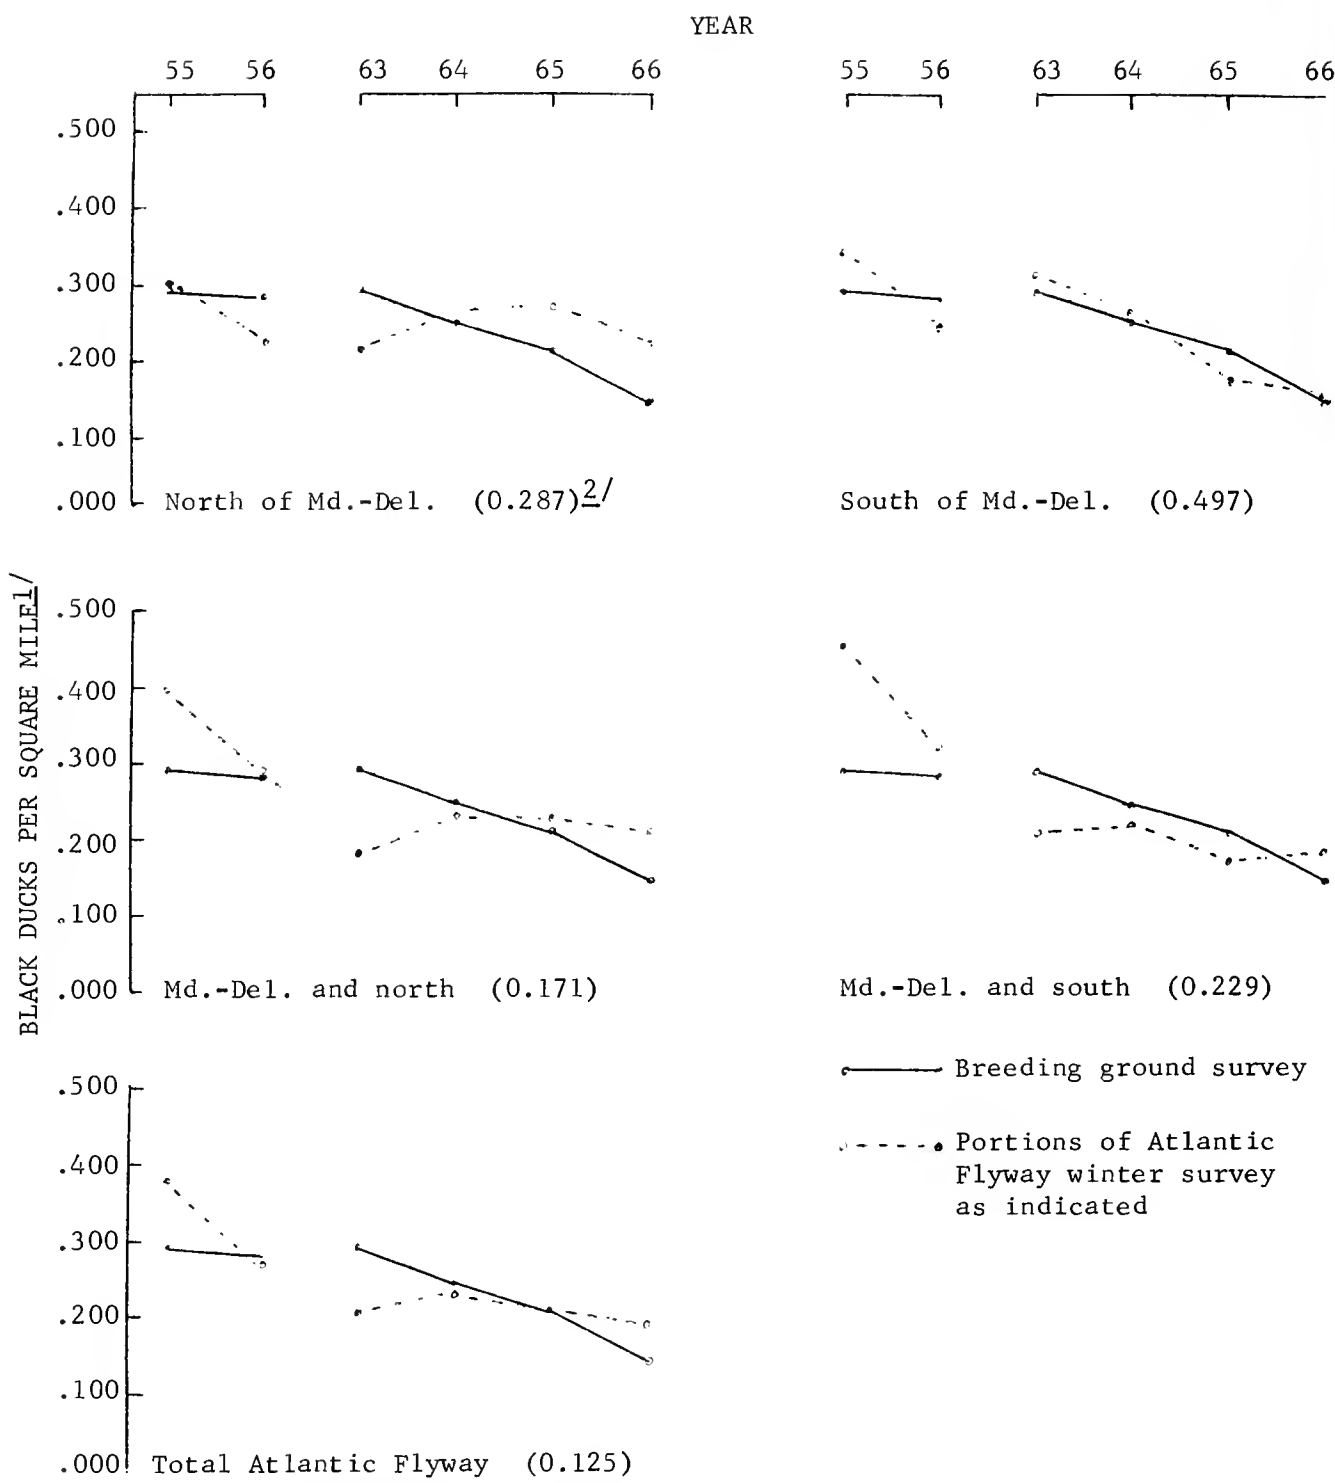 YEAR
55 56 63 64 65 66
55 56 63 64 65 66
.500
.400
.300
.200
.100
.000
North of Md.-Del. (0.287)2/
South of Md.-Del. (0.497)
BLACK DUCKS PER SQUARE MILE1/
.500
.400
.300
.200
.100
.000
Md.-Del. and north (0.171)
Md.-Del. and south (0.229)
Breeding ground survey
Portions of Atlantic
Flyway winter survey
as indicated
.500
.400
.300
.200
.100
.000
Total Atlantic Flyway (0.125)